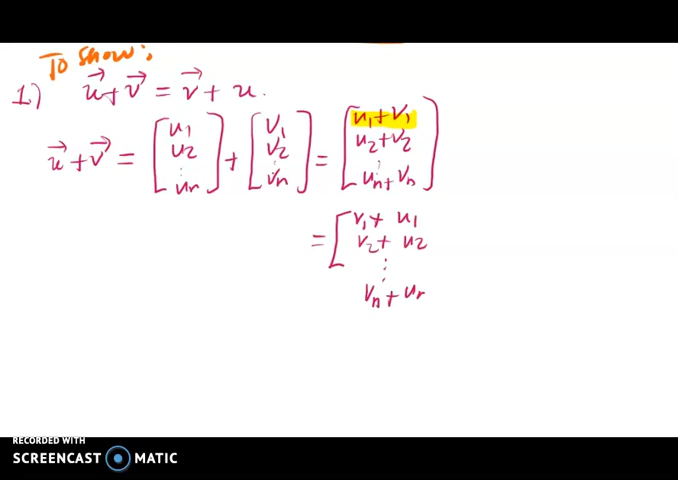 To show:
1) u⃗+v⃗ = v⃗ + u.
u⃗+v⃗ = [u1 u2 ⋮ un] + [v1 v2 ⋮ vn] = [u1+v1 u2+v2 ⋮ un+vn]
= [v1+ u1
v2+ u2
⋮
vn+ un
RECORDED WITH
SCREENCAST MATIC